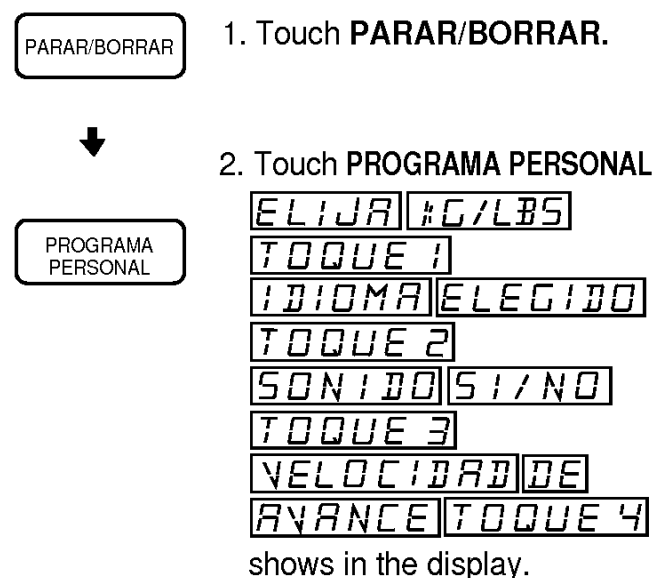 PARAR/BORRAR
1. Touch PARAR/BORRAR.
2. Touch PROGRAMA PERSONAL
PROGRAMA
PERSONAL
ELIJA KG/LBS
TOQUE 1
IDIOMA ELEGIDO
TOQUE 2
SONIDO SI/NO
TOQUE 3
VELOCIDAD DE
AVANCE TOQUE 4
shows in the display.